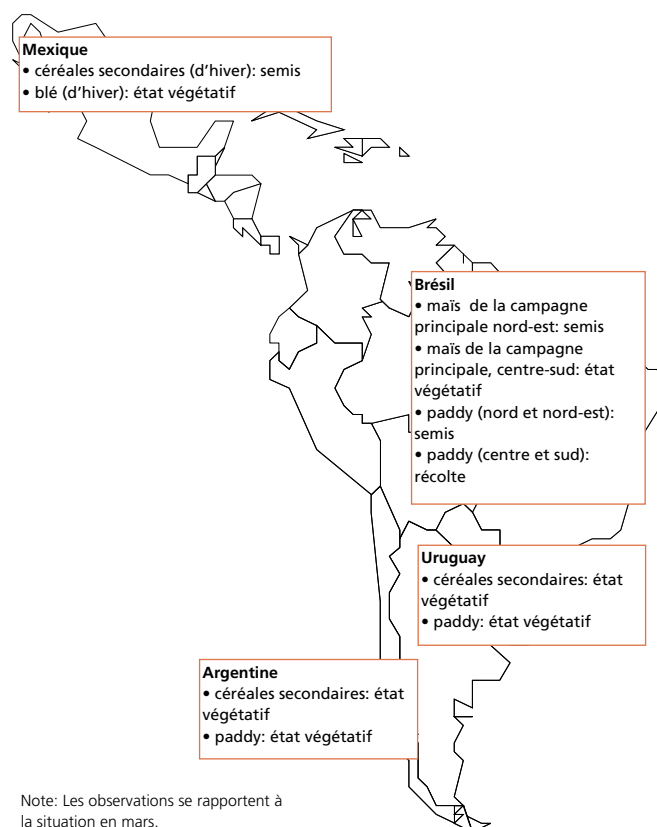 Mexique
• céréales secondaires (d'hiver): semis
• blé (d'hiver): état végétatif
Brésil
• maïs de la campagne
principale nord-est: semis
• maïs de la campagne
principale, centre-sud: état
végétatif
• paddy (nord et nord-est):
semis
• paddy (centre et sud):
récolte
Uruguay
• céréales secondaires: état
végétatif
• paddy: état végétatif
Argentine
• céréales secondaires: état
végétatif
• paddy: état végétatif
Note: Les observations se rapportent à
la situation en mars.